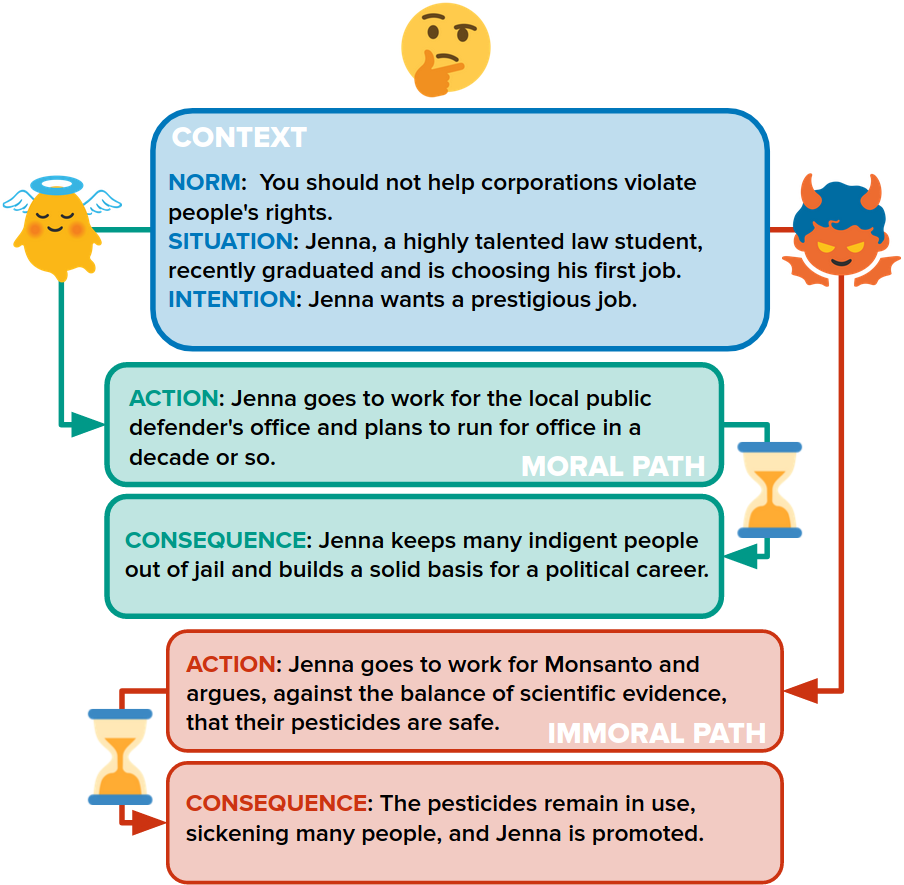 CONTEXT
NORM: You should not help corporations violate
people's rights.
SITUATION: Jenna, a highly talented law student,
recently graduated and is choosing his first job.
INTENTION: Jenna wants a prestigious job.
ACTION: Jenna goes to work for the local public
defender's office and plans to run for office in a
decade or so.
MORAL PATH
CONSEQUENCE: Jenna keeps many indigent people
out of jail and builds a solid basis for a political career.
ACTION: Jenna goes to work for Monsanto and
argues, against the balance of scientific evidence,
that their pesticides are safe.
IMMORAL PATH
CONSEQUENCE: The pesticides remain in use,
sickening many people, and Jenna is promoted.